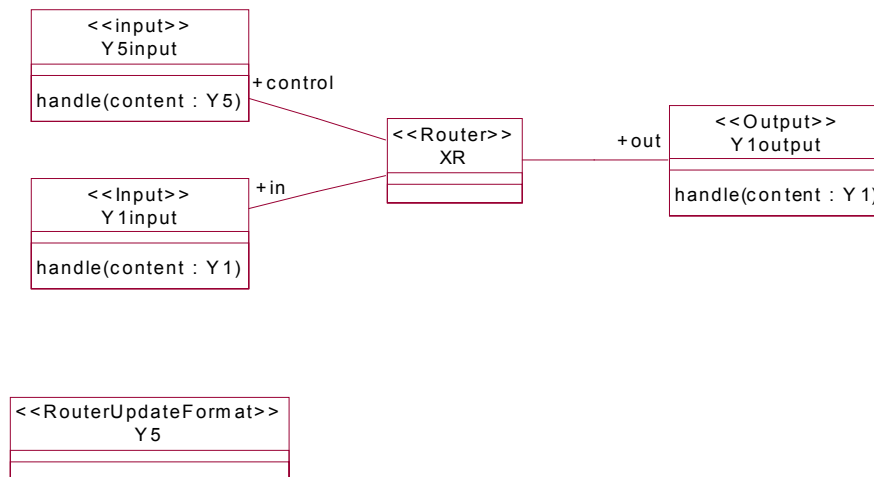 <<input>>
Y5input
handle(content : Y5)
+control
<<Input>>
Y1input
handle(content : Y1)
+in
<<Router>>
XR
+out
<<Output>>
Y1output
handle(content : Y1)
<<RouterUpdateFormat>>
Y5